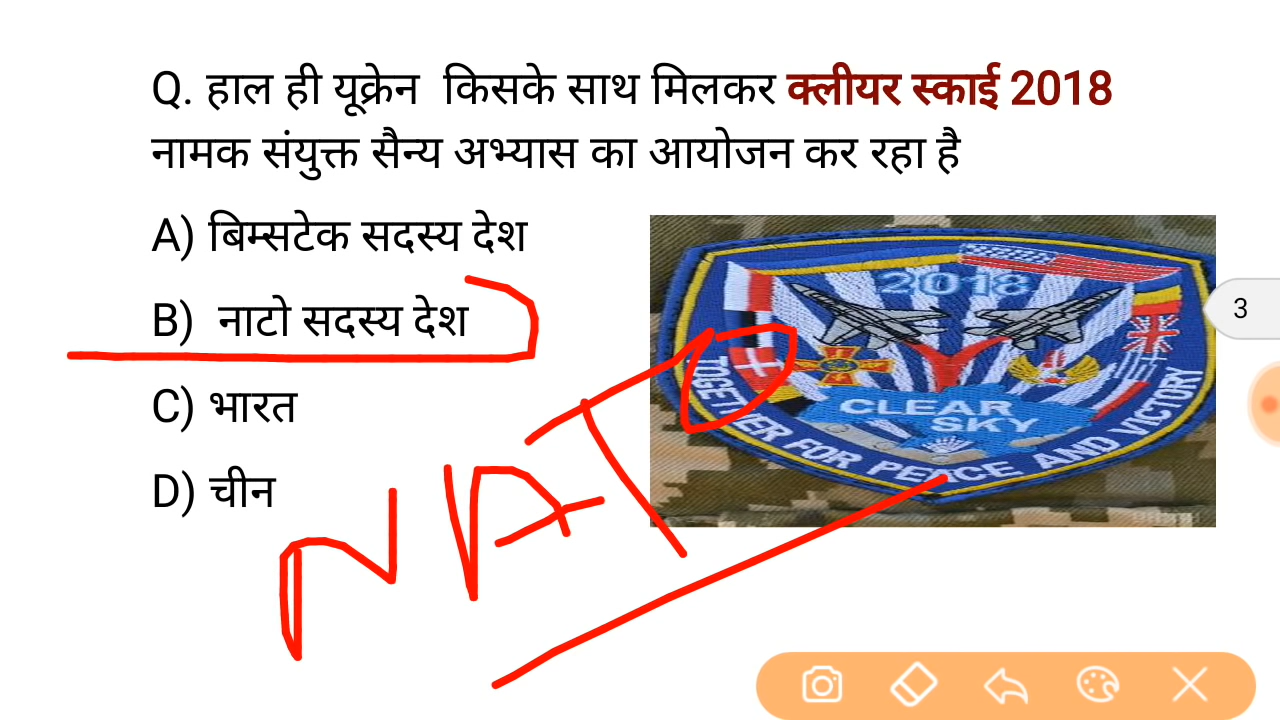 Q. हाल ही यूक्रेन किसके साथ मिलकर क्लीयर स्काई 2018
नामक संयुक्त सैन्य अभ्यास का आयोजन कर रहा है
A) बिम्सटेक सदस्य देश
B) नाटो सदस्य देश
C) भारत
D) चीन
2018
CLEAR
SKY
TOGETHER FOR PEACE AND VICTORY
NATO
3